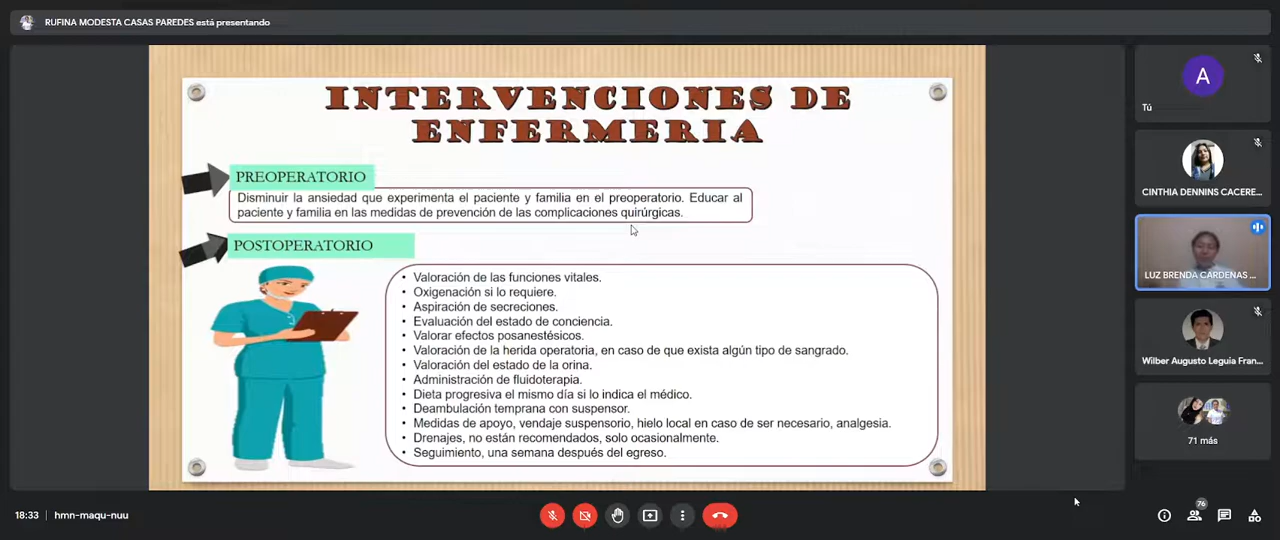 RUFINA MODESTA CASAS PAREDES está presentando
INTERVENCIONES DE
ENFERMERIA
PREOPERATORIO
Disminuir la ansiedad que experimenta el paciente y familia en el preoperatorio. Educar al
paciente y familia en las medidas de prevención de las complicaciones quirúrgicas.
POSTOPERATORIO
• Valoración de las funciones vitales.
• Oxigenación si lo requiere.
• Aspiración de secreciones.
• Evaluación del estado de conciencia.
• Valorar efectos posanestésicos.
• Valoración de la herida operatoria, en caso de que exista algún tipo de sangrado.
• Valoración del estado de la orina.
• Administración de fluidoterapia.
• Dieta progresiva el mismo día si lo indica el médico.
• Deambulación temprana con suspensor.
• Medidas de apoyo, vendaje suspensorio, hielo local en caso de ser necesario, analgesia.
• Drenajes, no están recomendados, solo ocasionalmente.
• Seguimiento, una semana después del egreso.
A
Tú
CINTHIA DENNINS CACERE...
LUZ BRENDA CARDENAS ...
Wilber Augusto Leguia Fran...
71 más
18:33 | hmn-maqu-nuu
76